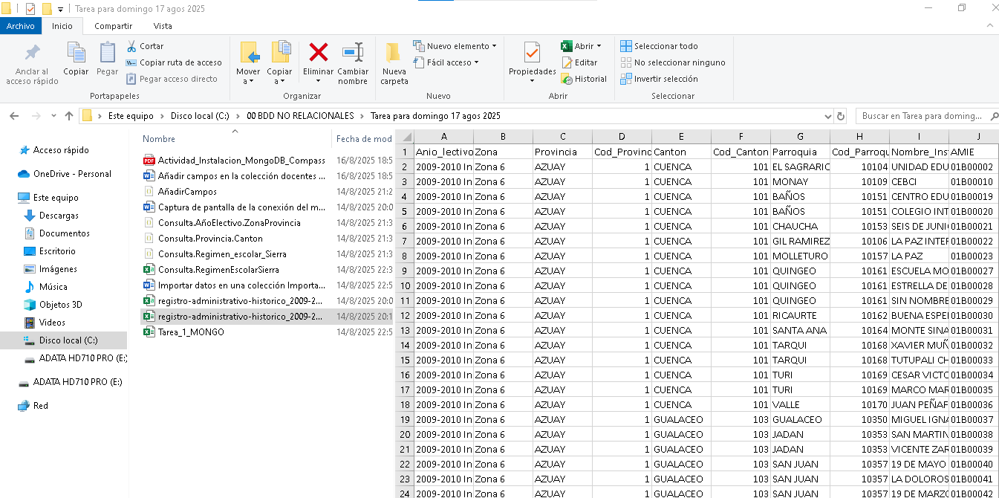 Tarea para domingo 17 agos 2025
Archivo Inicio Compartir Vista
Anclar al acceso rápido
Copiar
Pegar
Cortar
Copiar ruta de acceso
Pegar acceso directo
Portapapeles
Mover a
Copiar a
Eliminar
Cambiar nombre
Organizar
Nueva carpeta
Nuevo elemento
Fácil acceso
Nuevo
Propiedades
Abrir
Editar
Historial
Abrir
Seleccionar todo
No seleccionar ninguno
Invertir selección
Seleccionar
Este equipo > Disco local (C:) > 00 BDD NO RELACIONALES > Tarea para domingo 17 agos 2025
Buscar en Tarea para doming...
Acceso rápido
OneDrive - Personal
Este equipo
Descargas
Documentos
Escritorio
Imágenes
Música
Objetos 3D
Videos
Disco local (C:)
ADATA HD710 PRO (E:)
ADATA HD710 PRO (E:)
Red
Nombre Fecha de mod
Actividad_Instalacion_MongoDB_Compass 16/8/2025 18:5
Añadir campos en la colección docentes ... 16/8/2025 18:5
AñadirCampos 14/8/2025 21:2
Captura de pantalla de la conexión del m... 14/8/2025 20:0
Consulta.AñoElectivo.ZonaProvincia 14/8/2025 21:3
Consulta.Provincia.Canton 14/8/2025 21:3
Consulta.Regimen_escolar_Sierra 14/8/2025 21:3
Consulta.RegimenEscolarSierra 14/8/2025 22:3
Importar datos en una colección Importa... 14/8/2025 22:5
registro-administrativo-historico_2009-2... 14/8/2025 20:0
registro-administrativo-historico_2009-2... 14/8/2025 20:1
Tarea_1_MONGO 14/8/2025 22:5
A B C D E F G H I J
1 Anio_lectivo Zona Provincia Cod_Provinc Canton Cod_Canton Parroquia Cod_Parroqu Nombre_Inst AMIE
2 2009-2010 In Zona 6 AZUAY 1 CUENCA 101 EL SAGRARIO 10104 UNIDAD EDU 01B00002
3 2009-2010 In Zona 6 AZUAY 1 CUENCA 101 MONAY 10109 CEBCI 01B00010
4 2009-2010 In Zona 6 AZUAY 1 CUENCA 101 BAÑOS 10151 CENTRO EDU 01B00019
5 2009-2010 In Zona 6 AZUAY 1 CUENCA 101 BAÑOS 10151 COLEGIO INT 01B00020
6 2009-2010 In Zona 6 AZUAY 1 CUENCA 101 CHAUCHA 10153 SEIS DE JUNI 01B00021
7 2009-2010 In Zona 6 AZUAY 1 CUENCA 101 GIL RAMIREZ 10106 LA PAZ INTER 01B00022
8 2009-2010 In Zona 6 AZUAY 1 CUENCA 101 MOLLETURO 10157 LA PAZ 01B00023
9 2009-2010 In Zona 6 AZUAY 1 CUENCA 101 QUINGEO 10161 ESCUELA MO 01B00027
10 2009-2010 In Zona 6 AZUAY 1 CUENCA 101 QUINGEO 10161 ESTRELLA DE 01B00028
11 2009-2010 In Zona 6 AZUAY 1 CUENCA 101 QUINGEO 10161 SIN NOMBRE 01B00029
12 2009-2010 In Zona 6 AZUAY 1 CUENCA 101 RICAURTE 10162 BUENA ESPE 01B00030
13 2009-2010 In Zona 6 AZUAY 1 CUENCA 101 SANTA ANA 10164 MONTE SINA 01B00031
14 2009-2010 In Zona 6 AZUAY 1 CUENCA 101 TARQUI 10168 XAVIER MUÑ 01B00032
15 2009-2010 In Zona 6 AZUAY 1 CUENCA 101 TARQUI 10168 TUTUPALI CH 01B00033
16 2009-2010 In Zona 6 AZUAY 1 CUENCA 101 TURI 10169 CESAR VICTO 01B00034
17 2009-2010 In Zona 6 AZUAY 1 CUENCA 101 TURI 10169 MARCO MAR 01B00035
18 2009-2010 In Zona 6 AZUAY 1 CUENCA 101 VALLE 10170 JUAN PEÑAF 01B00036
19 2009-2010 In Zona 6 AZUAY 1 GUALACEO 103 GUALACEO 10350 MIGUEL IGNA 01B00037
20 2009-2010 In Zona 6 AZUAY 1 GUALACEO 103 JADAN 10353 SAN MARTIN 01B00038
21 2009-2010 In Zona 6 AZUAY 1 GUALACEO 103 JADAN 10353 VICENTE ZAR 01B00039
22 2009-2010 In Zona 6 AZUAY 1 GUALACEO 103 SAN JUAN 10357 19 DE MAYO 01B00040
23 2009-2010 In Zona 6 AZUAY 1 GUALACEO 103 SAN JUAN 10357 LA DOLOROS 01B00041
24 2009-2010 In Zona 6 AZUAY 1 GUALACEO 103 SAN JUAN 10357 19 DE MARZO 01B00042